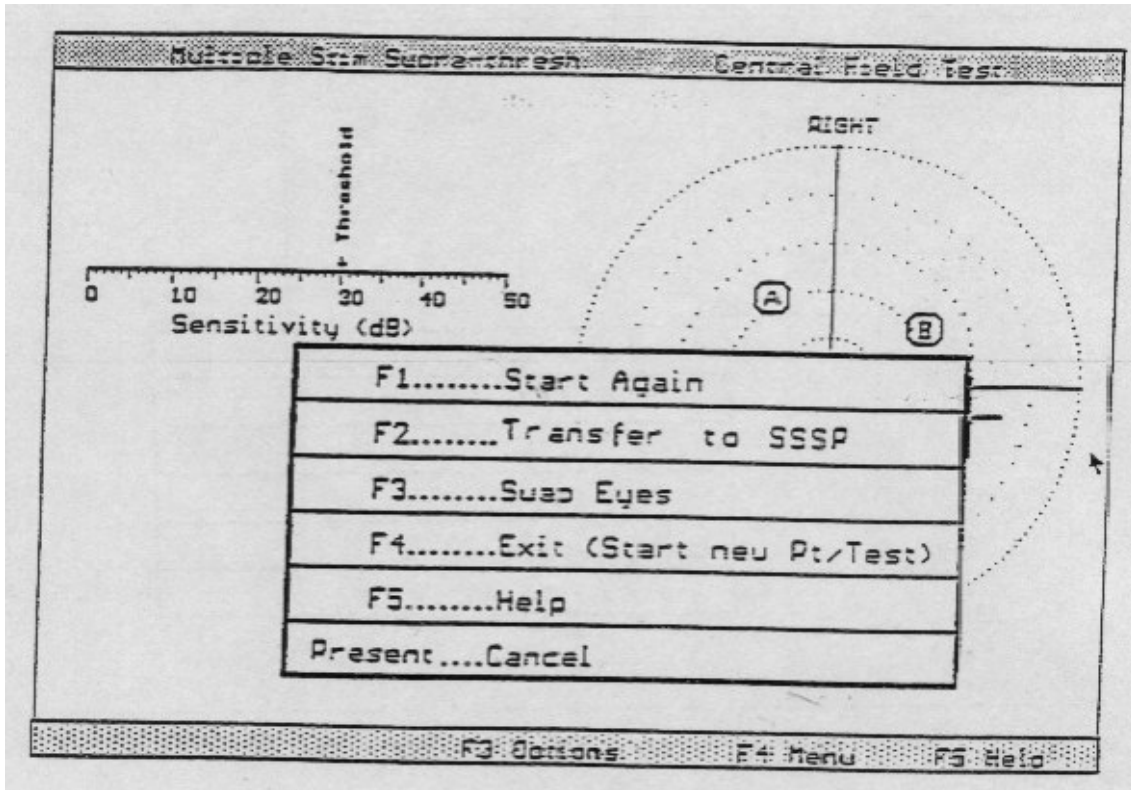 Multiple Stim Suprathresh Central Field Test
RIGHT
Threshold
0 10 20 30 40 50
Sensitivity (dB)
A
B
F1........Start Again
F2........Transfer to SSSP
F3........Swap Eyes
F4........Exit (Start new Pt/Test)
F5........Help
Present....Cancel
F3 Options F4 Menu F5 Help